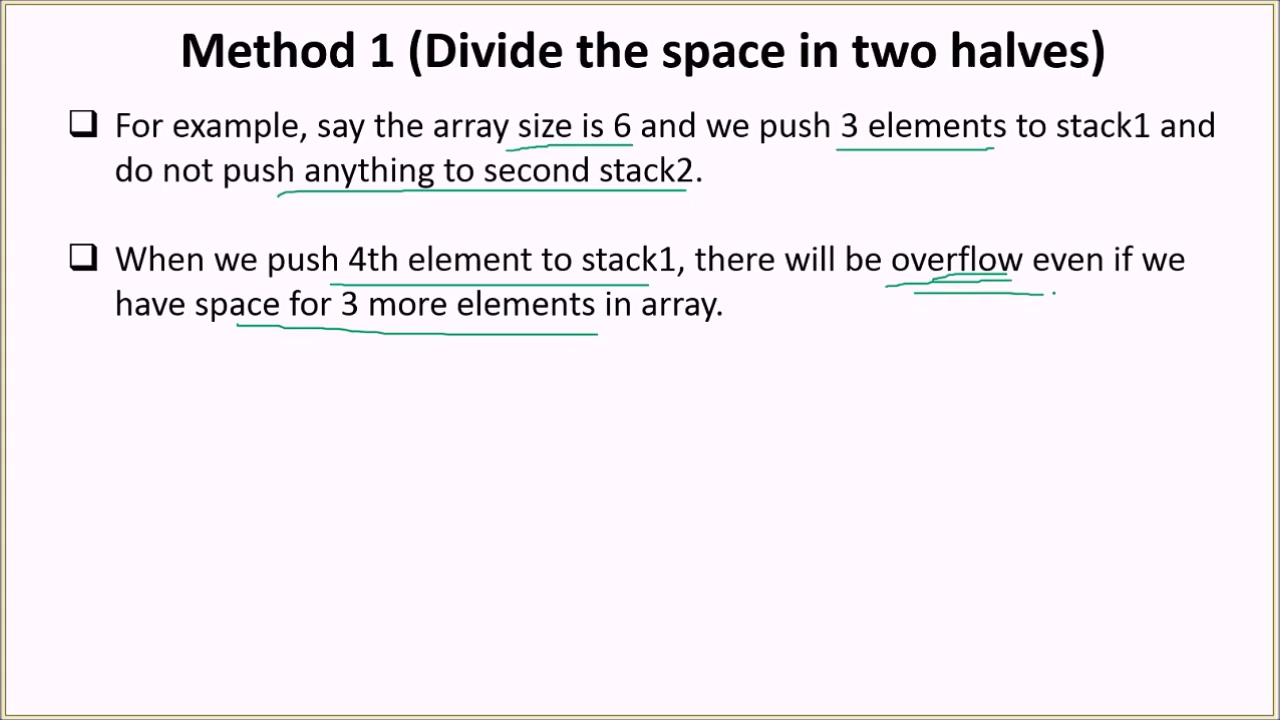 Method 1 (Divide the space in two halves)
For example, say the array size is 6 and we push 3 elements to stack1 and
do not push anything to second stack2.
When we push 4th element to stack1, there will be overflow even if we
have space for 3 more elements in array.